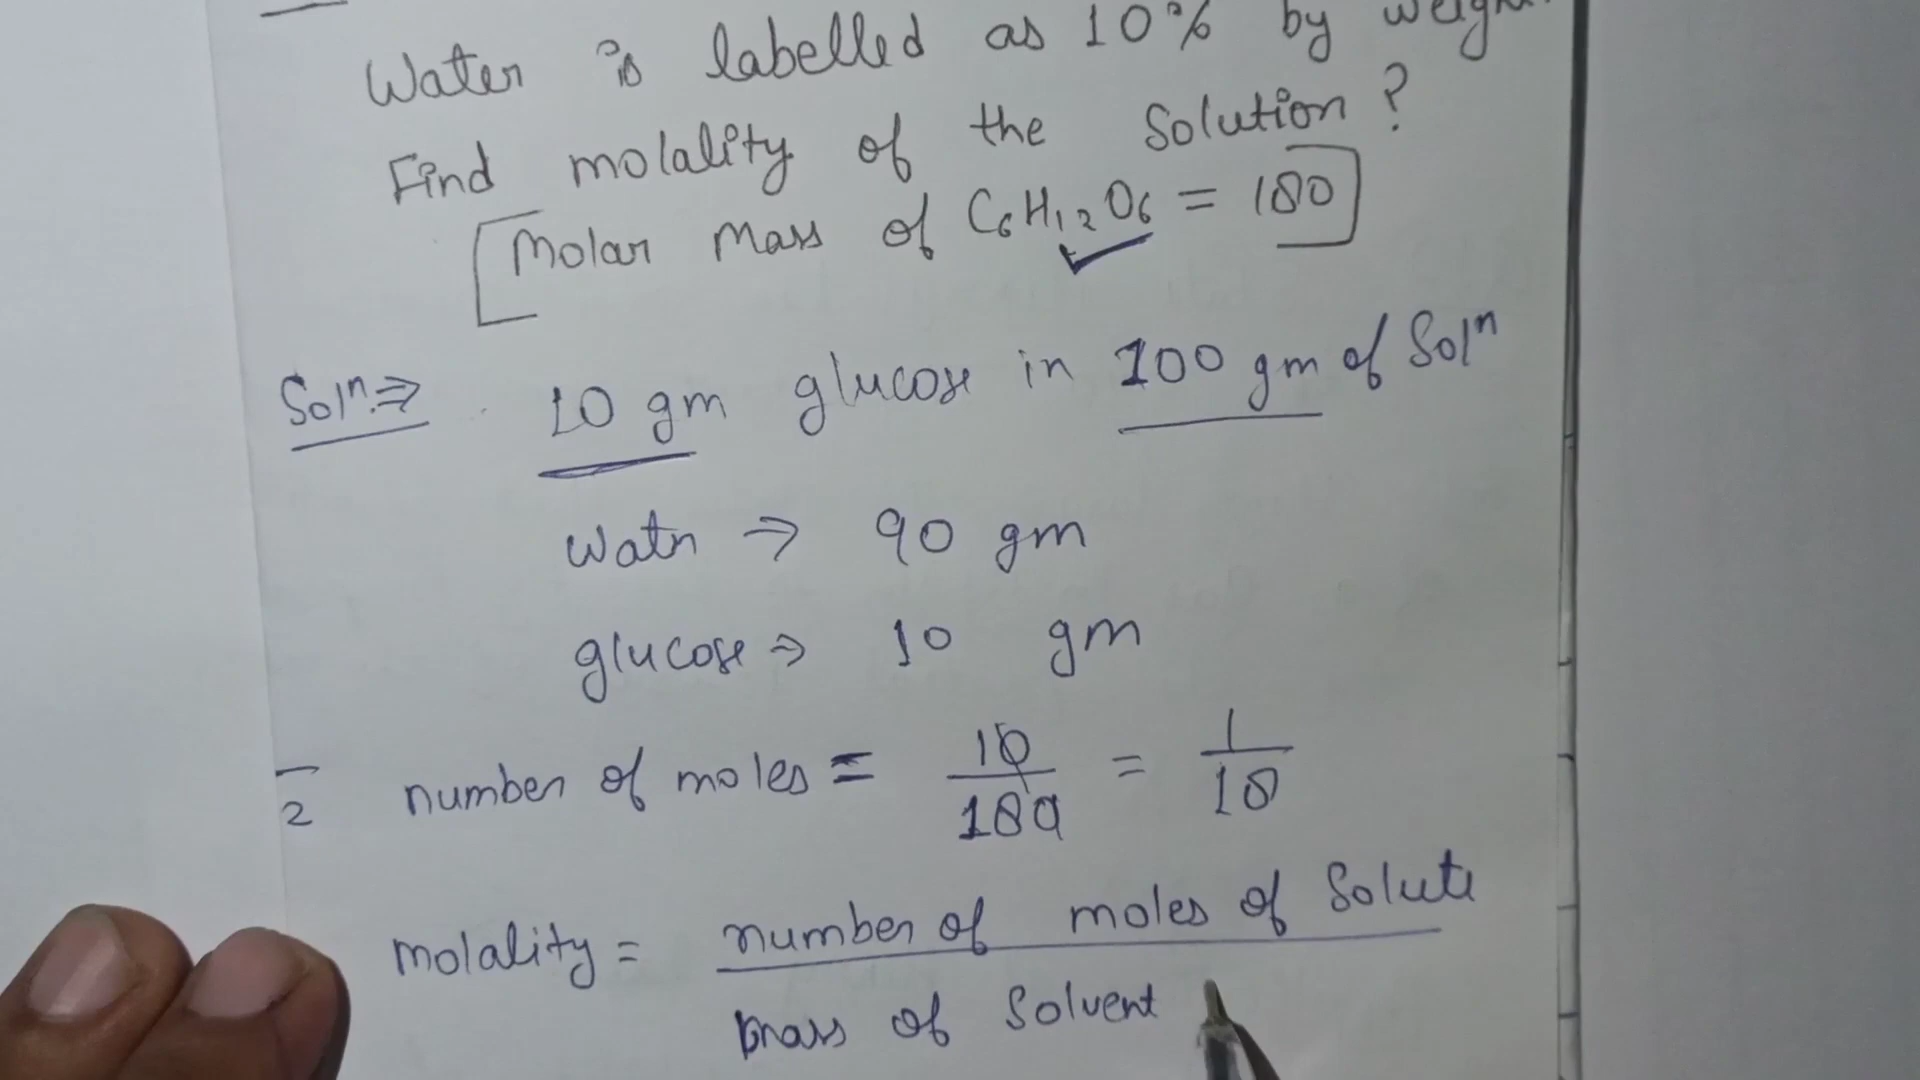 Water is labelled as 10% by weight.
Find molality of the Solution?
[Molar Mass of C6H12O6 = 180]
Solⁿ.⇒ 10 gm glucose in 100 gm of Solⁿ
Water ⇒ 90 gm
glucose ⇒ 10 gm
2 number of moles = 10/180 = 1/18
Molality = number of moles of Solute
mass of Solvent